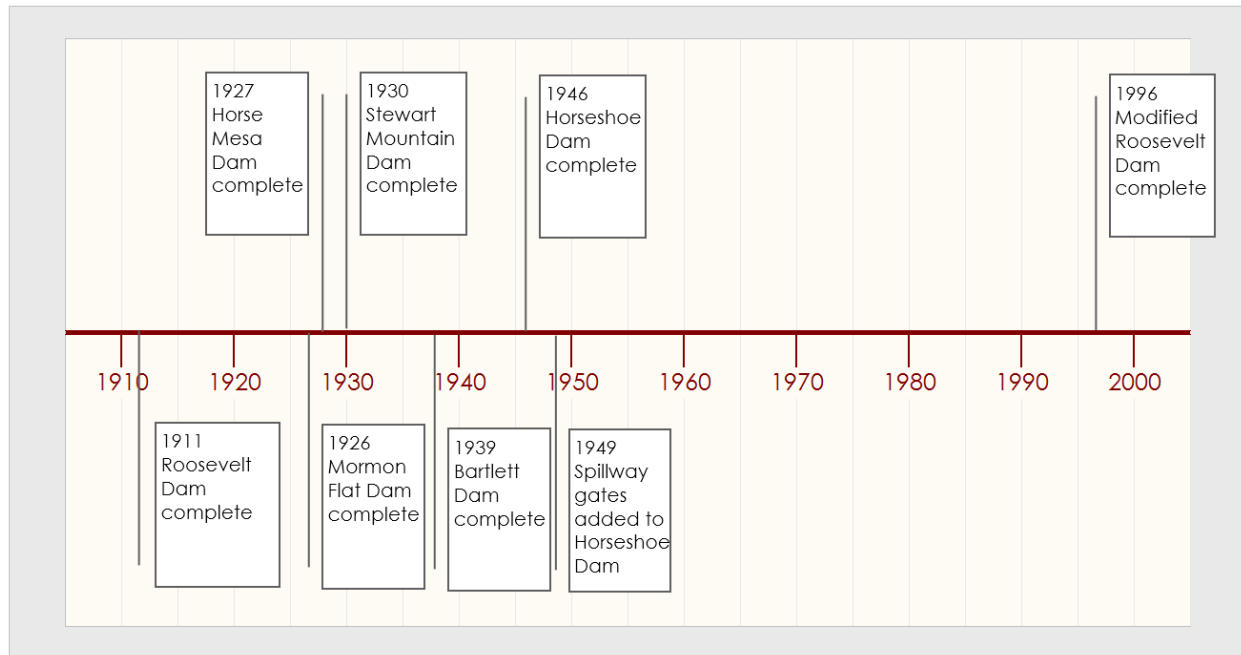 1927
Horse
Mesa
Dam
complete
1930
Stewart
Mountain
Dam
complete
1946
Horseshoe
Dam
complete
1996
Modified
Roosevelt
Dam
complete
1910 1920 1930 1940 1950 1960 1970 1980 1990 2000
1911
Roosevelt
Dam
complete
1926
Mormon
Flat Dam
complete
1939
Bartlett
Dam
complete
1949
Spillway
gates
added to
Horseshoe
Dam